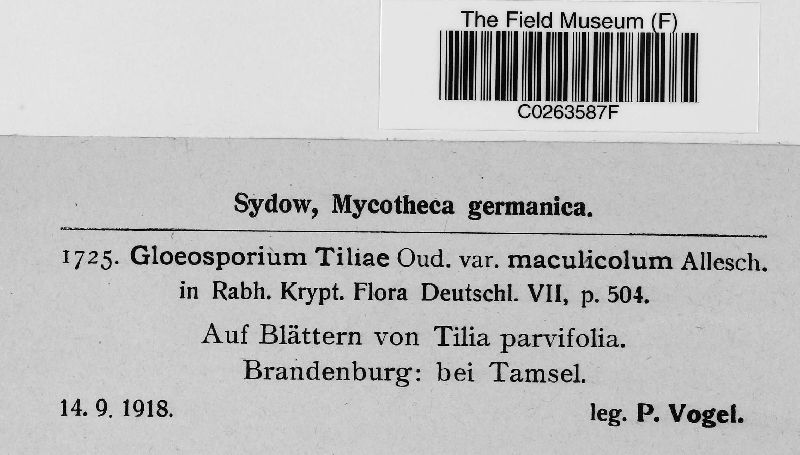 The Field Museum (F)
C0263587F
Sydow, Mycotheca germanica.
1725. Gloeosporium Tiliae Oud. var. maculicolum Allesch.
in Rabh. Krypt. Flora Deutschl. VII, p. 504.
Auf Blättern von Tilia parvifolia.
Brandenburg: bei Tamsel.
14. 9. 1918. leg. P. Vogel.